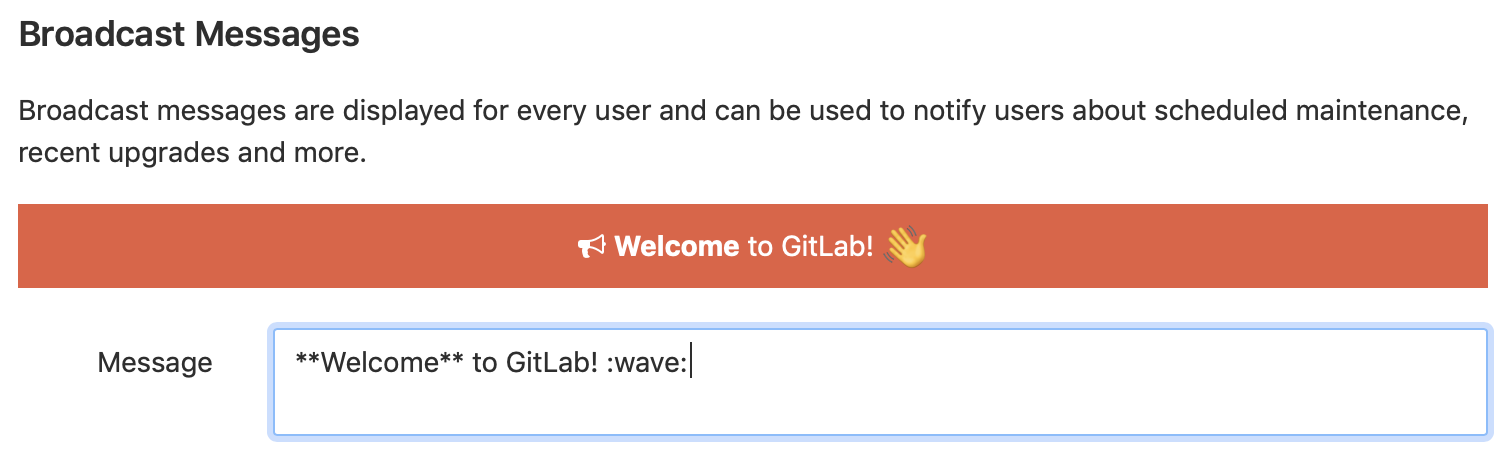 Broadcast Messages
Broadcast messages are displayed for every user and can be used to notify users about scheduled maintenance,
recent upgrades and more.
Welcome to GitLab! 👋
Message
**Welcome** to GitLab! :wave: